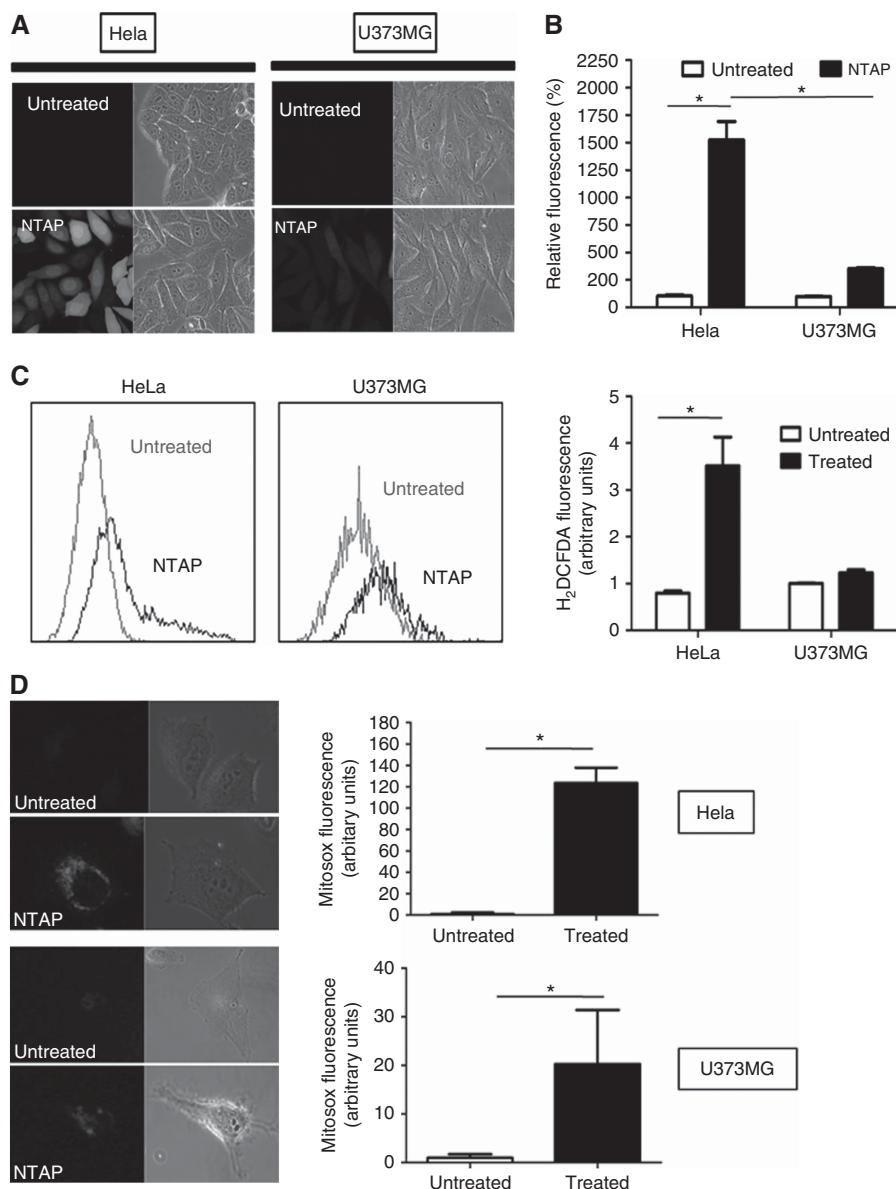 A
Hela
U373MG
Untreated
Untreated
NTAP
NTAP
B
Relative fluorescence (%)
2250
2000
1750
1500
1250
1000
750
500
200
0
Untreated
NTAP
*
*
Hela
U373MG
C
HeLa
U373MG
Untreated
NTAP
Untreated
NTAP
H₂DCFDA fluorescence
(arbitrary units)
5
4
3
2
1
0
*
Untreated
Treated
HeLa
U373MG
D
Untreated
NTAP
Untreated
NTAP
Mitosox fluorescence
(arbitary units)
180
160
140
120
100
80
60
40
20
0
*
Untreated
Treated
Hela
Mitosox fluorescence
(arbitrary units)
40
30
20
10
0
*
Untreated
Treated
U373MG